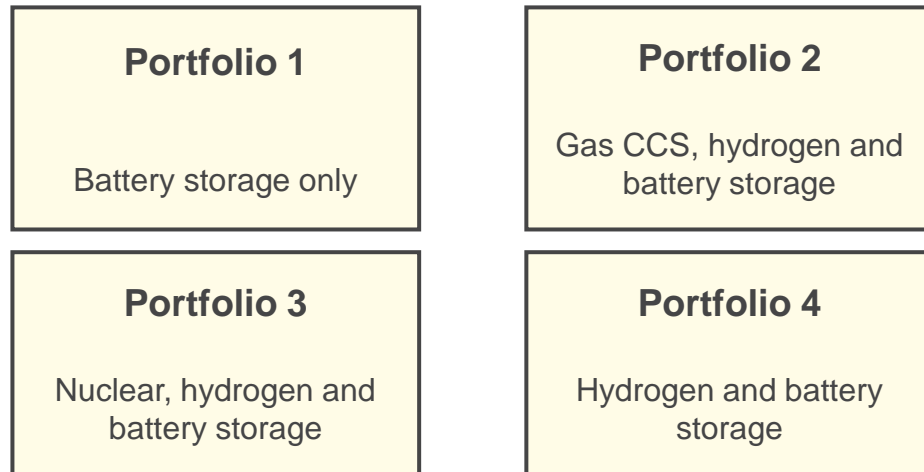 Portfolio 1
Battery storage only
Portfolio 2
Gas CCS, hydrogen and
battery storage
Portfolio 3
Nuclear, hydrogen and
battery storage
Portfolio 4
Hydrogen and battery
storage